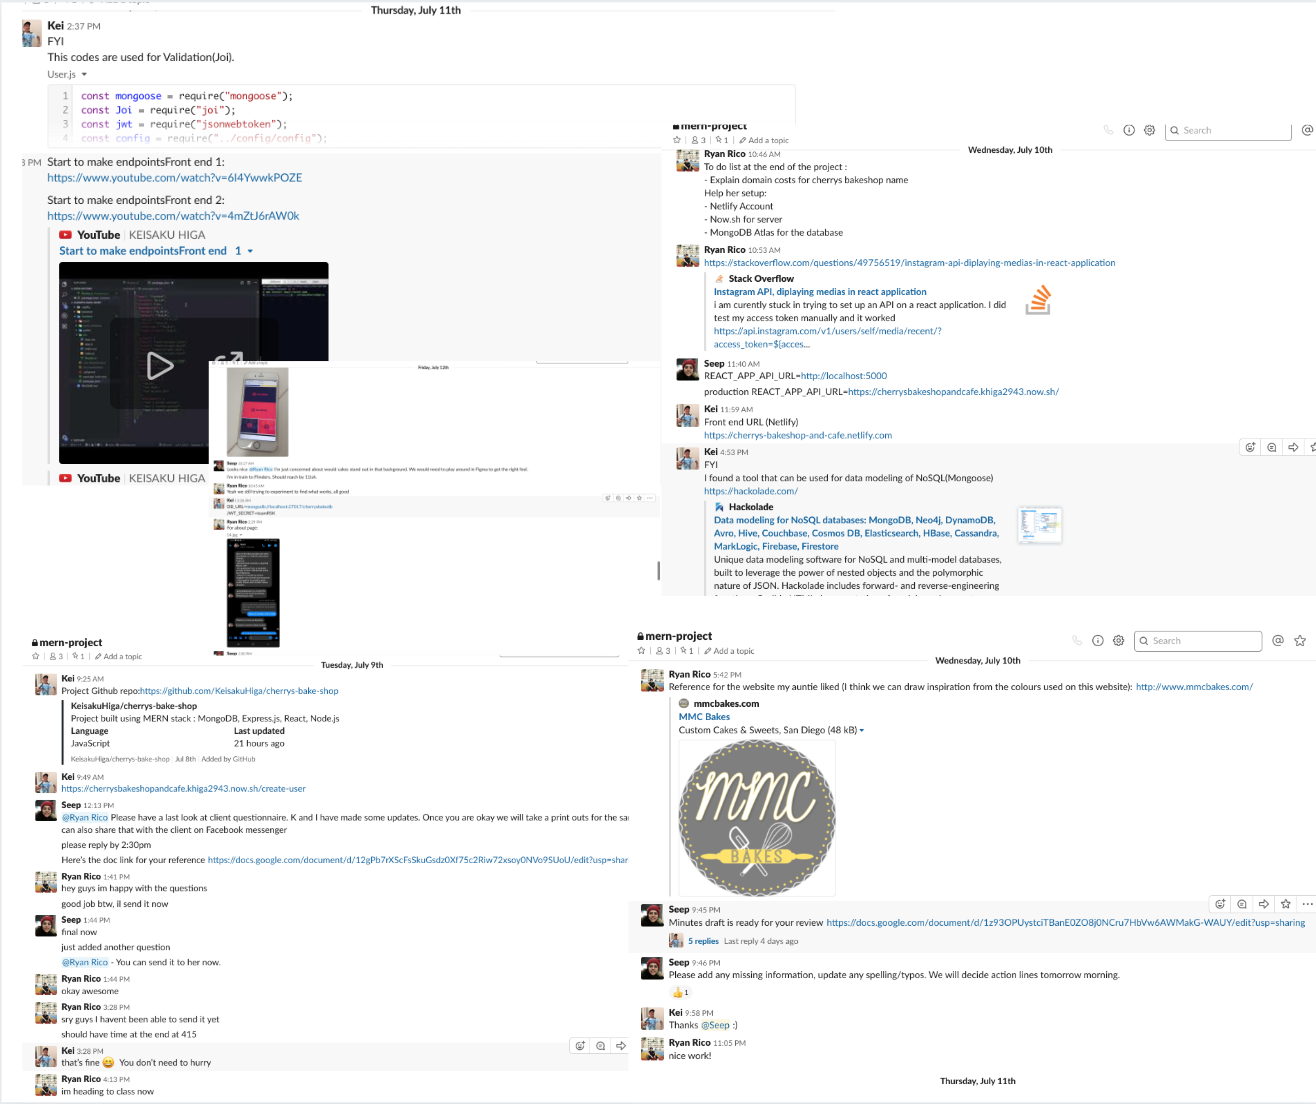 Thursday, July 11th
Kei 2:37 PM
FYI
This codes are used for Validation(Joi).
User.js
1 const mongoose = require("mongoose");
2 const Joi = require("joi");
3 const jwt = require("jsonwebtoken");
4 const config = require("../config/config");
3 PM Start to make endpointsFront end 1:
https://www.youtube.com/watch?v=6I4YwwkPOZE
Start to make endpointsFront end 2:
https://www.youtube.com/watch?v=4mZtJ6rAW0k
YouTube | KEISAKU HIGA
Start to make endpointsFront end 1
YouTube | KEISAKU HIGA
Friday, July 12th
Seep 10:37 AM
Looks nice @Ryan Rico I'm just concerned about would cakes stand out in that background. We would need to play around in Figma to get the right feel
I'm in train to Flinders. Should reach by 11ish.
Ryan Rico 10:45 AM
Yeah we still trying to experiment to find what works, all good
Kei
DB_URL=mongodb://localhost:27017/cherrysbakedb
Ryan Rico 2:29 PM
For about page:
Seep
mern-project
3 | 1 | Add a topic
Search
Wednesday, July 10th
Ryan Rico 10:46 AM
To do list at the end of the project :
- Explain domain costs for cherrys bakeshop name
Help her setup:
- Netlify Account
- Now.sh for server
- MongoDB Atlas for the database
Ryan Rico 10:53 AM
https://stackoverflow.com/questions/49756519/instagram-api-diplaying-medias-in-react-application
Stack Overflow
Instagram API, diplaying medias in react application
i am curently stuck in trying to set up an API on a react application. I did
test my access token manually and it worked
https://api.instagram.com/v1/users/self/media/recent/?
access_token=${acces...
Seep 11:40 AM
REACT_APP_API_URL=http://localhost:5000
production REACT_APP_API_URL=https://cherrysbakeshopandcafe.khiga2943.now.sh/
Kei 11:59 AM
Front end URL (Netlify)
https://cherrys-bakeshop-and-cafe.netlify.com
Kei 4:53 PM
FYI
I found a tool that can be used for data modeling of NoSQL(Mongoose)
https://hackolade.com/
Hackolade
Data modeling for NoSQL databases: MongoDB, Neo4j, DynamoDB,
Avro, Hive, Couchbase, Cosmos DB, Elasticsearch, HBase, Cassandra,
MarkLogic, Firebase, Firestore
Unique data modeling software for NoSQL and multi-model databases,
built to leverage the power of nested objects and the polymorphic
nature of JSON. Hackolade includes forward- and reverse-engineering
mern-project
3 | 1 | Add a topic
Tuesday, July 9th
Kei 9:25 AM
Project Github repo:https://github.com/KeisakuHiga/cherrys-bake-shop
KeisakuHiga/cherrys-bake-shop
Project built using MERN stack : MongoDB, Express.js, React, Node.js
Language Last updated
JavaScript 21 hours ago
KeisakuHiga/cherrys-bake-shop | Jul 8th | Added by GitHub
Kei 9:49 AM
https://cherrysbakeshopandcafe.khiga2943.now.sh/create-user
Seep 12:13 PM
@Ryan Rico Please have a last look at client questionnaire. K and I have made some updates. Once you are okay we will take a print outs for the sa
can also share that with the client on Facebook messenger
please reply by 2:30pm
Here's the doc link for your reference https://docs.google.com/document/d/12gPb7rXScFsSkuGsdz0Xf75c2Riw72xsoy0NVo9SUoU/edit?usp=shar
Ryan Rico 1:41 PM
hey guys im happy with the questions
good job btw, il send it now
Seep 1:44 PM
final now
just added another question
@Ryan Rico - You can send it to her now.
Ryan Rico 1:44 PM
okay awesome
Ryan Rico 3:28 PM
sry guys I havent been able to send it yet
should have time at the end at 415
Kei 3:28 PM
that's fine 😄 You don't need to hurry
Ryan Rico 4:13 PM
im heading to class now
mern-project
3 | 1 | Add a topic
Search
Wednesday, July 10th
Ryan Rico 5:42 PM
Reference for the website my auntie liked (I think we can draw inspiration from the colours used on this website): http://www.mmcbakes.com/
mmcbakes.com
MMC Bakes
Custom Cakes & Sweets, San Diego (48 kB)
mmc
BAKES
Seep 9:45 PM
Minutes draft is ready for your review https://docs.google.com/document/d/1z93OPUystciTBanE0ZO8j0NCru7HbVw6AWMakG-WAUY/edit?usp=sharing
5 replies Last reply 4 days ago
Seep 9:46 PM
Please add any missing information, update any spelling/typos. We will decide action lines tomorrow morning.
👍 1
Kei 9:58 PM
Thanks @Seep :)
Ryan Rico 11:05 PM
nice work!
Thursday, July 11th